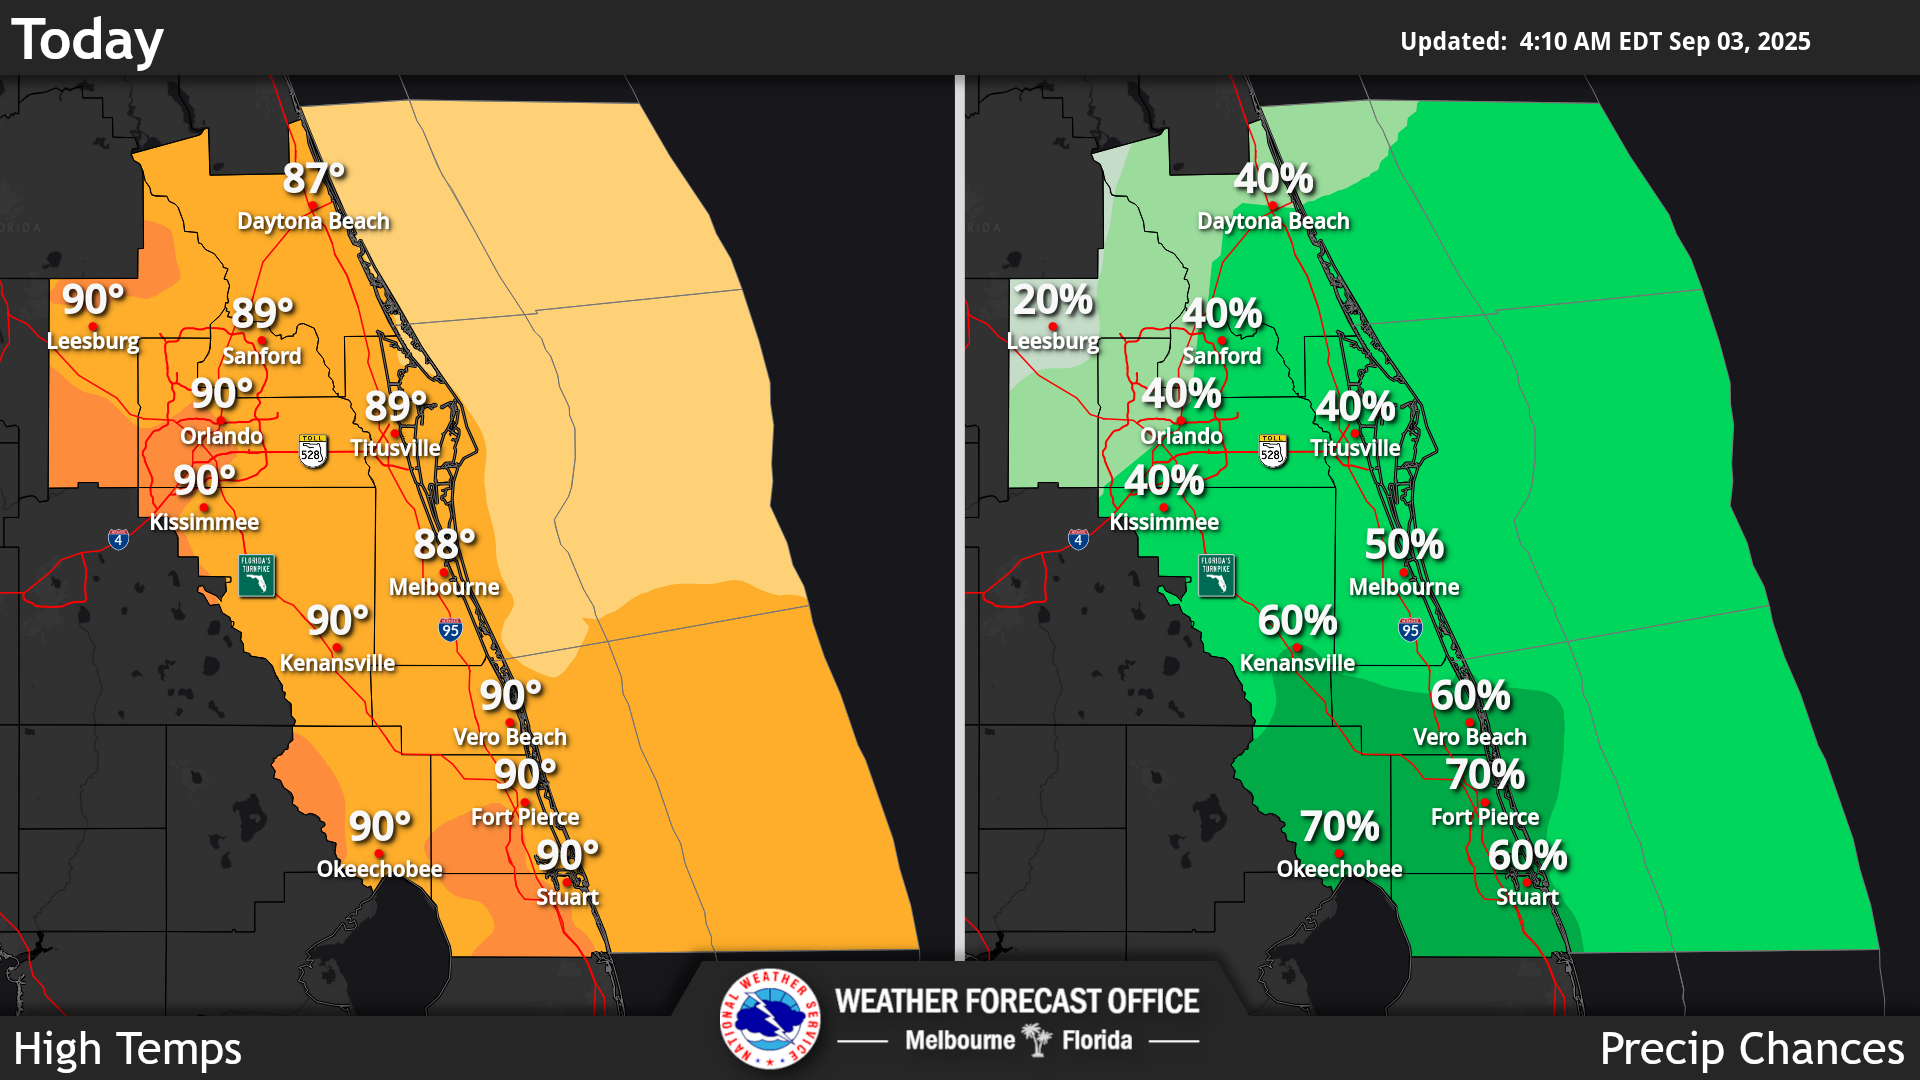 Today
Updated: 4:10 AM EDT Sep 03, 2025
87°
Daytona Beach
90°
Leesburg
89°
Sanford
90°
Orlando
89°
Titusville
TOLL
528
90°
Kissimmee
4
88°
Melbourne
FLORIDA'S
TURNPIKE
90°
Kenansville
95
90°
Vero Beach
90°
Fort Pierce
90°
Okeechobee
90°
Stuart
40%
Daytona Beach
RIDA
20%
Leesburg
40%
Sanford
40%
Orlando
40%
Titusville
TOLL
528
40%
Kissimmee
4
50%
Melbourne
FLORIDA'S
TURNPIKE
60%
Kenansville
95
60%
Vero Beach
70%
Fort Pierce
70%
Okeechobee
60%
Stuart
High Temps
NATIONAL WEATHER SERVICE
WEATHER FORECAST OFFICE
Melbourne Florida
Precip Chances